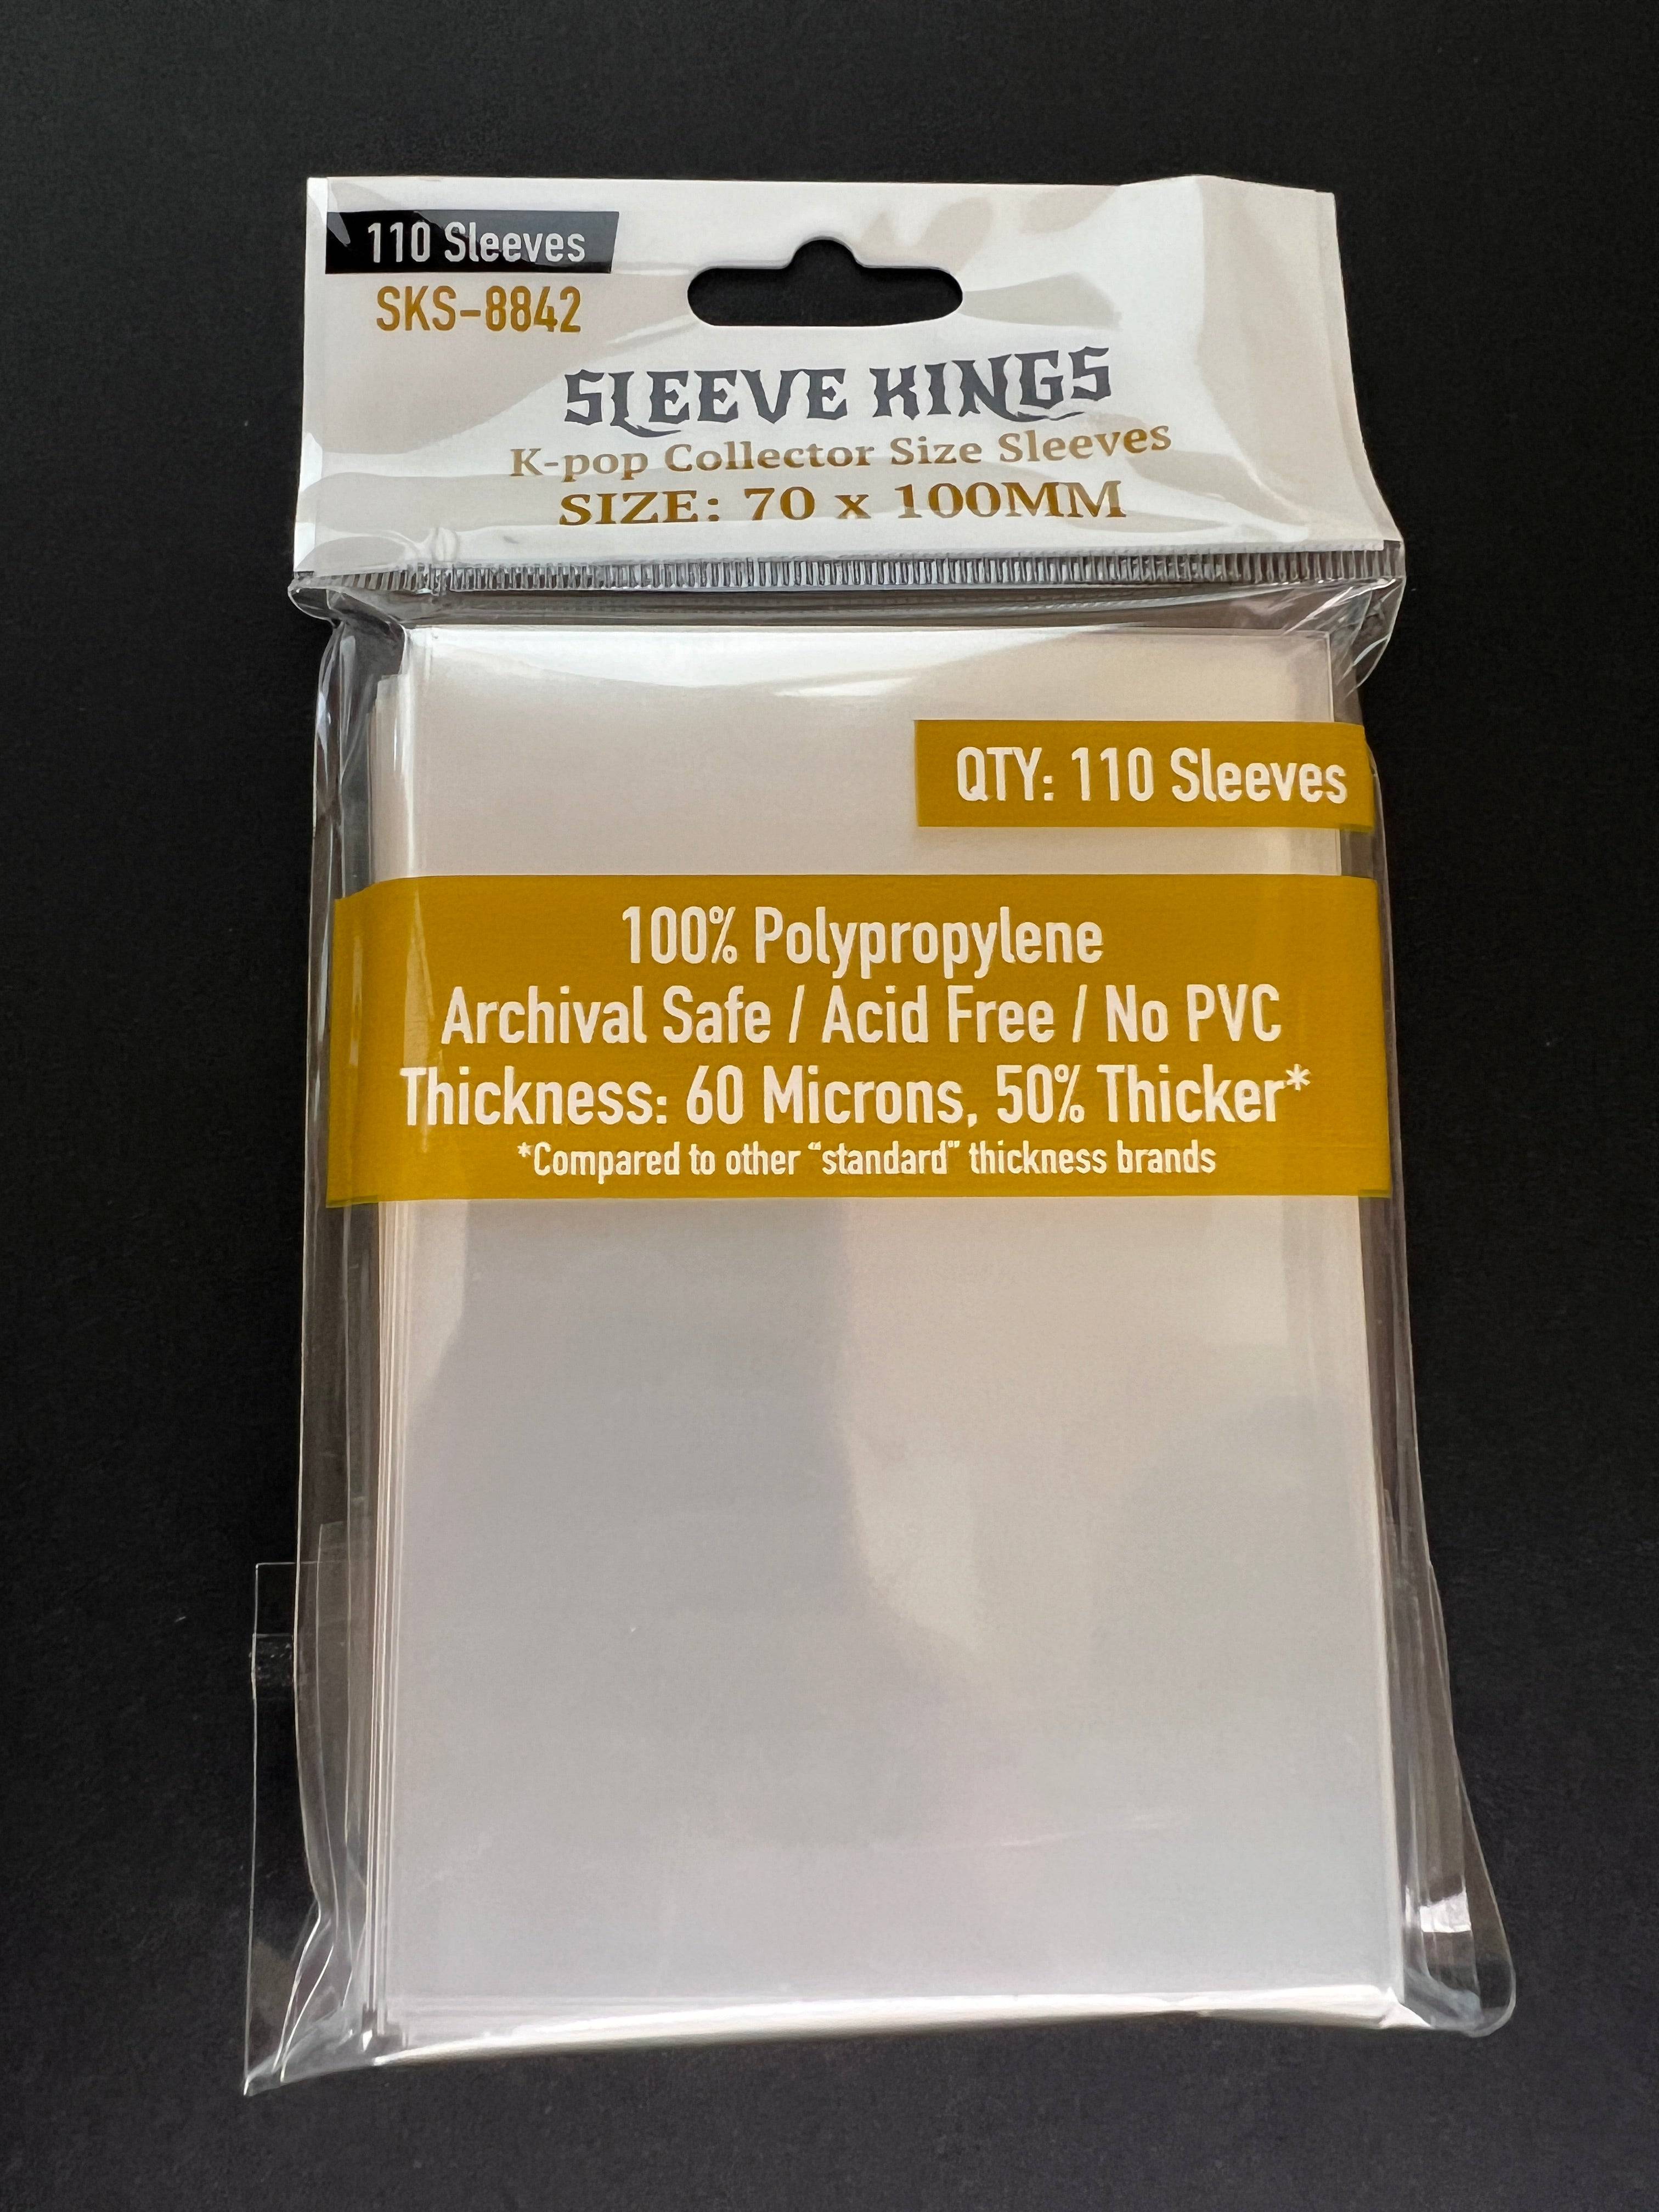 110 Sleeves
SKS-8842
SLEEVE KINGS
K-pop Collector Size Sleeves
SIZE: 70 x 100MM
QTY: 110 Sleeves
100% Polypropylene
Archival Safe / Acid Free / No PVC
Thickness: 60 Microns, 50% Thicker*
*Compared to other “standard” thickness brands